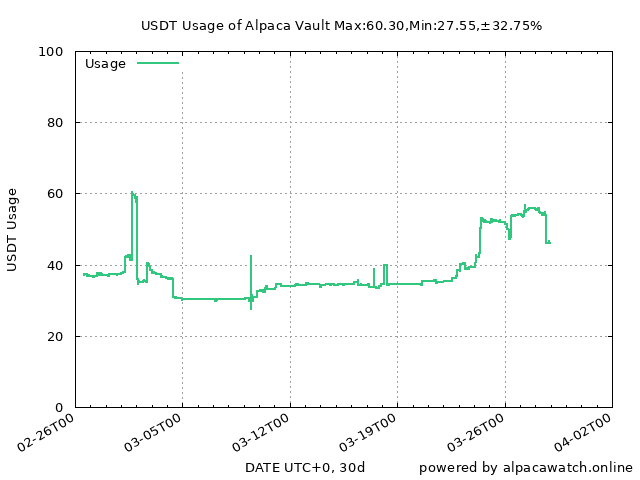 USDT Usage of Alpaca Vault Max:60.30,Min:27.55,±32.75%
Usage
USDT Usage
100
80
60
40
20
0
02-26T00
03-05T00
03-12T00
03-19T00
03-26T00
04-02T00
DATE UTC+0, 30d
powered by alpacawatch.online